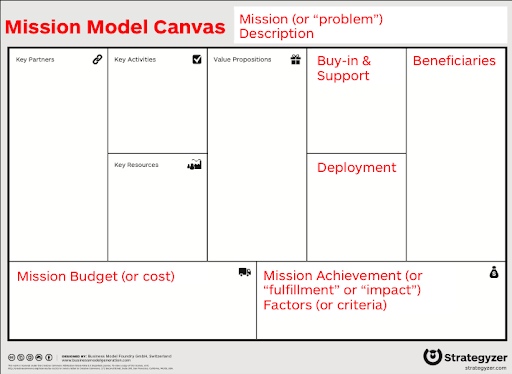 Mission Model Canvas
Mission (or “problem”)
Description
Key Partners
Key Activities
Value Propositions
Buy-in &
Support
Beneficiaries
Key Resources
Deployment
Mission Budget (or cost)
Mission Achievement (or
“fulfillment” or “impact”)
Factors (or criteria)
DESIGNED BY: Business Model Foundry GmbH, Switzerland
www.businessmodelgeneration.com
Strategyzer
strategyzer.com